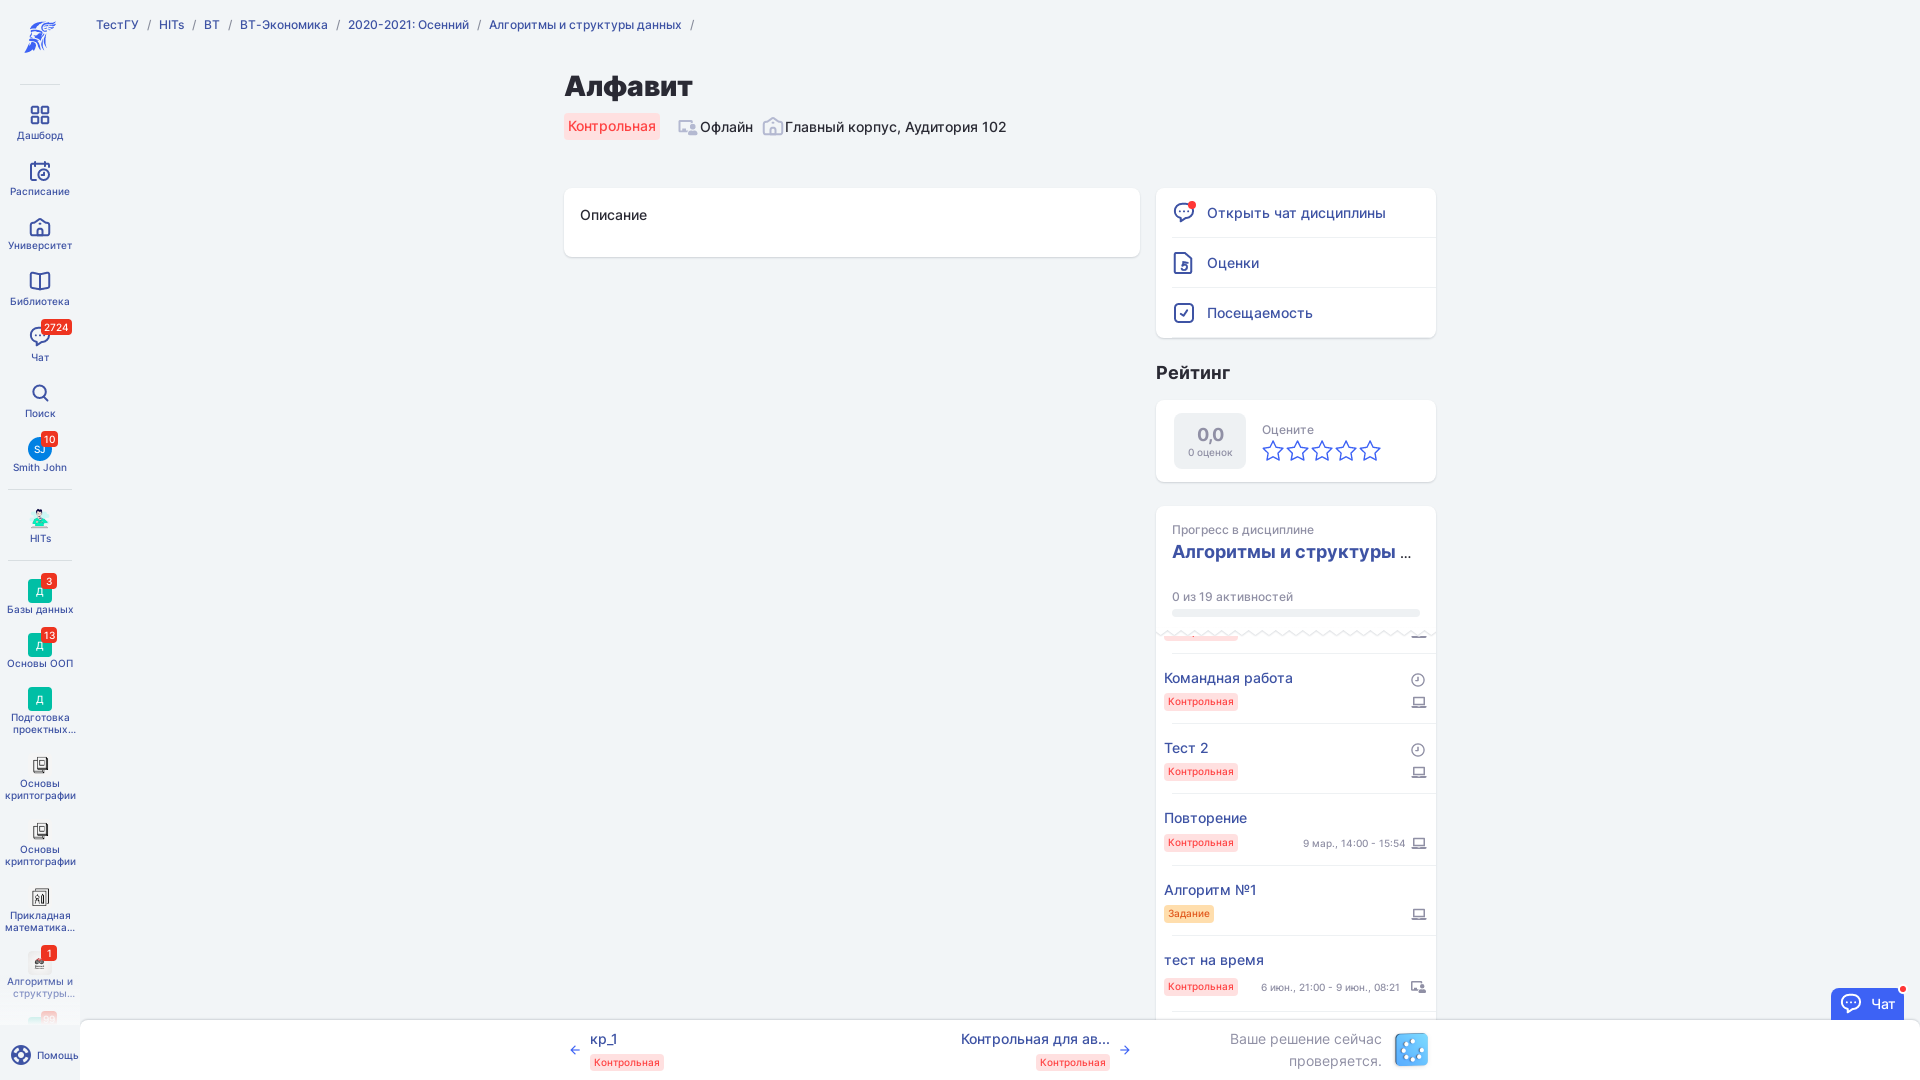 ТестГУ / HITs / ВТ / ВТ-Экономика / 2020-2021: Осенний / Алгоритмы и структуры данных /
Алфавит
Контрольная Офлайн Главный корпус, Аудитория 102
Дашборд
Расписание
Университет
Библиотека
2724
Чат
Поиск
10
SJ
Smith John
HITs
3
Д
Базы данных
13
Д
Основы ООП
Д
Подготовка
проектных...
Основы
криптографии
Основы
криптографии
Прикладная
математика...
1
Алгоритмы и
структуры...
Помощь
Описание
Открыть чат дисциплины
Оценки
Посещаемость
Рейтинг
0,0
0 оценок
Оцените
Прогресс в дисциплине
Алгоритмы и структуры ...
0 из 19 активностей
Командная работа
Контрольная
Тест 2
Контрольная
Повторение
Контрольная 9 мар., 14:00 - 15:54
Алгоритм №1
Задание
тест на время
Контрольная 6 июн., 21:00 - 9 июн., 08:21
Чат
кр_1
Контрольная
Контрольная для ав...
Контрольная
Ваше решение сейчас
проверяется.